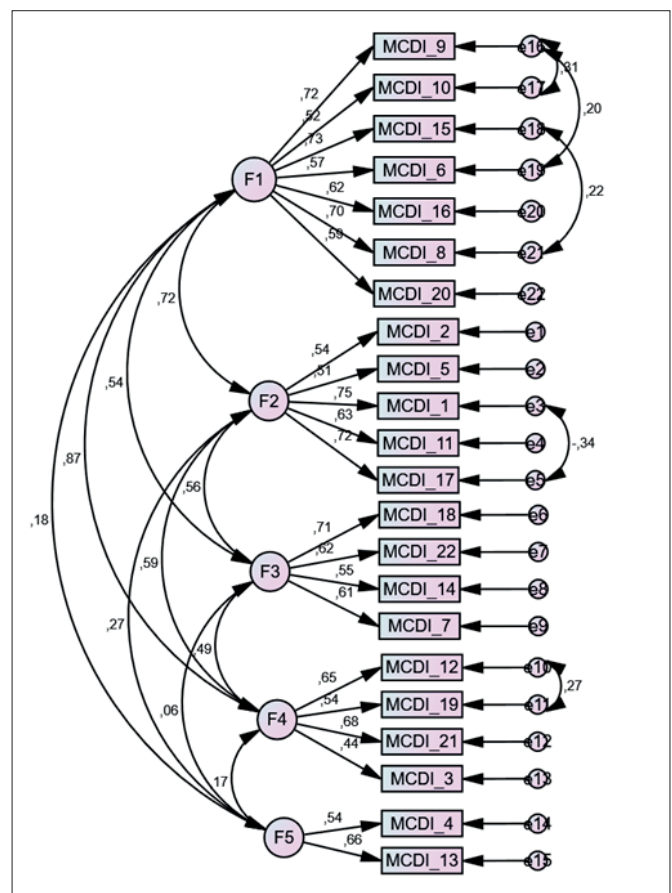 MCDI_9
e16
,31
,72
MCDI_10
e17
,52
,20
MCDI_15
e18
,73
F1
,57
MCDI_6
e19
,62
,22
MCDI_16
e20
,70
MCDI_8
e21
,59
MCDI_20
e22
,72
MCDI_2
e1
,54
MCDI_5
e2
,51
,54
F2
,75
MCDI_1
e3
,63
MCDI_11
e4
-,34
,72
,87
MCDI_17
e5
,56
MCDI_18
e6
,18
,71
MCDI_22
e7
,62
,59
F3
,55
MCDI_14
e8
,61
,27
MCDI_7
e9
,49
MCDI_12
e10
,65
,27
,06
MCDI_19
e11
,54
F4
,68
MCDI_21
e12
,44
MCDI_3
e13
,17
MCDI_4
e14
,54
F5
,66
MCDI_13
e15